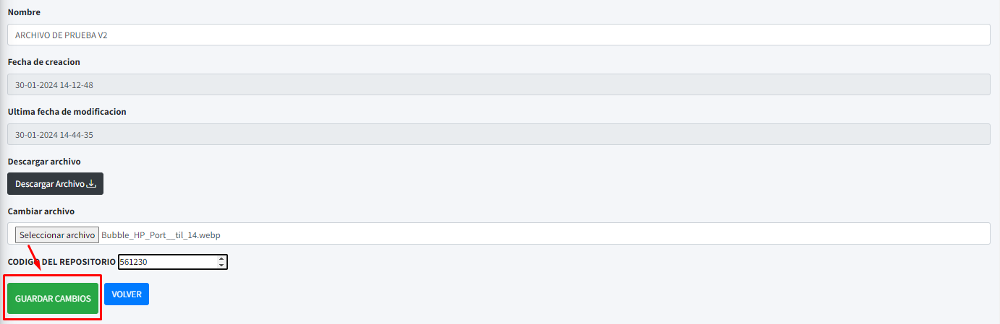 Nombre
ARCHIVO DE PRUEBA V2
Fecha de creacion
30-01-2024 14-12-48
Ultima fecha de modificacion
30-01-2024 14-44-35
Descargar archivo
Descargar Archivo
Cambiar archivo
Seleccionar archivo Bubble_HP_Port__til_14.webp
CODIGO DEL REPOSITORIO 561230
GUARDAR CAMBIOS VOLVER